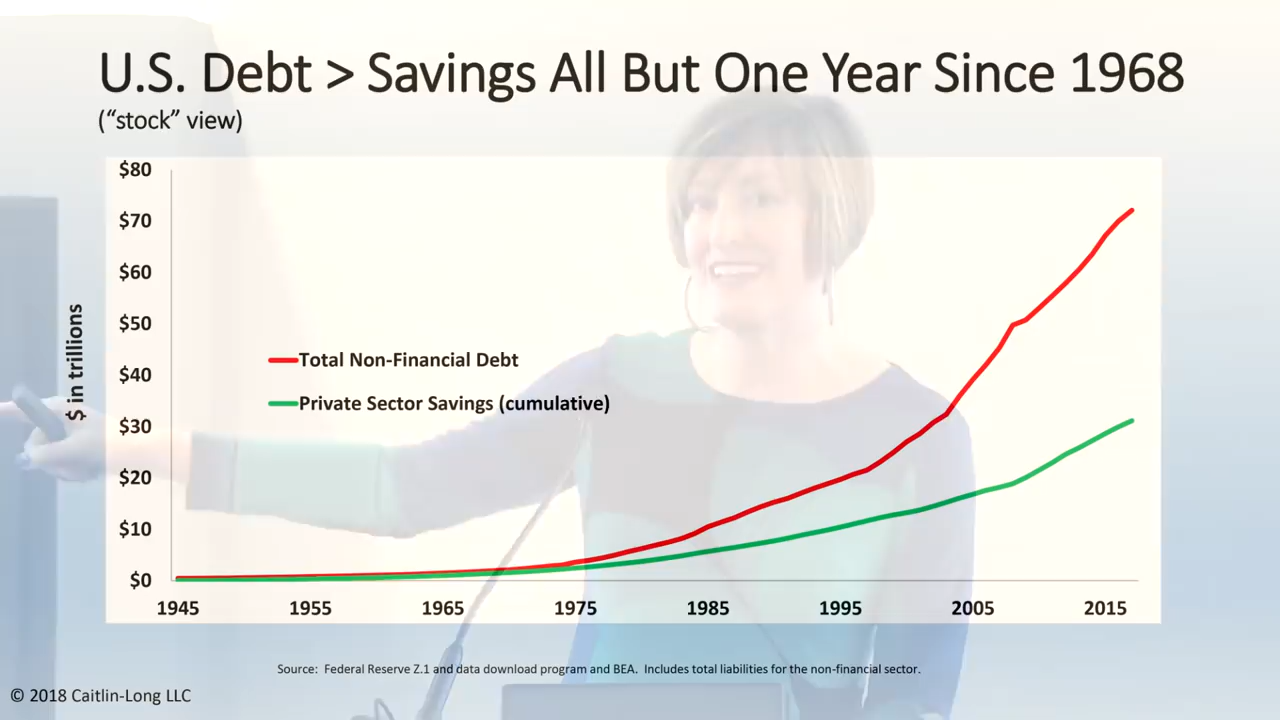 U.S. Debt > Savings All But One Year Since 1968
(“stock” view)
$80
$70
$60
$50
$40
$30
$20
$10
$0
$ in trillions
Total Non-Financial Debt
Private Sector Savings (cumulative)
1945 1955 1965 1975 1985 1995 2005 2015
Source:  Federal Reserve Z.1 and data download program and BEA.  Includes total liabilities for the non-financial sector.
© 2018 Caitlin-Long LLC